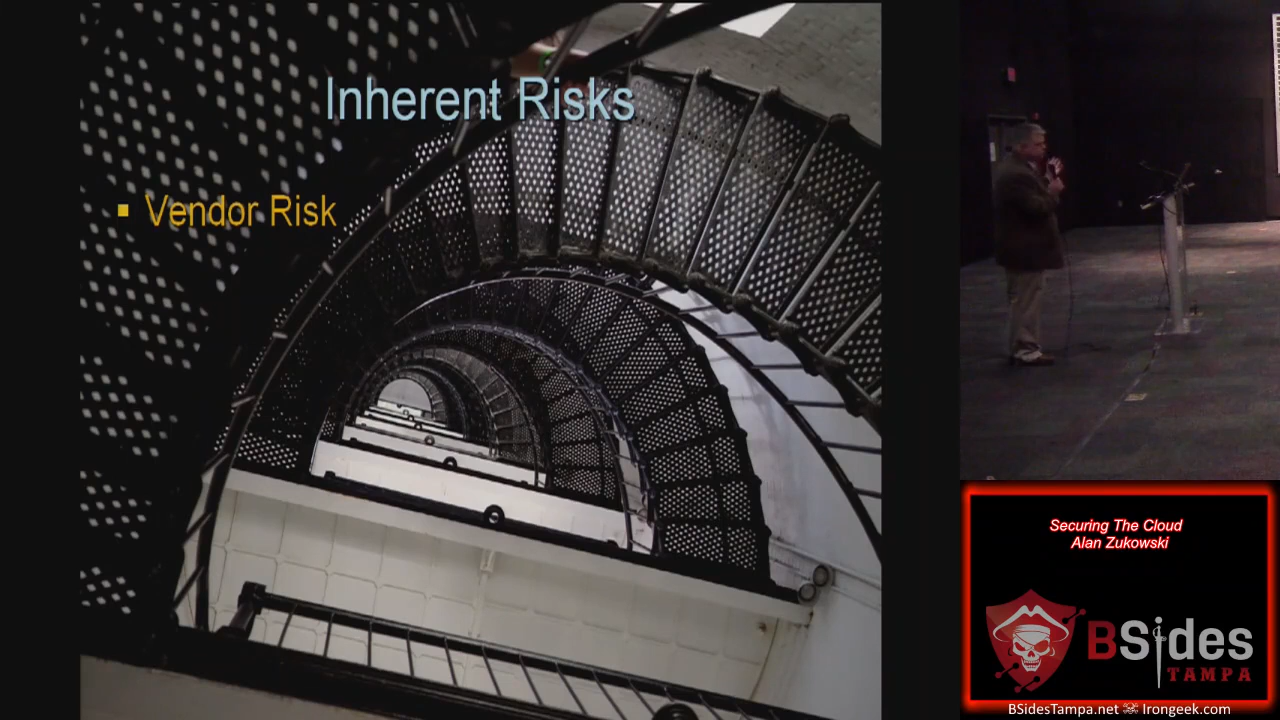 Inherent Risks
Vendor Risk
Securing The Cloud
Alan Zukowski
BSides
TAMPA
BSidesTampa.net Irongeek.com